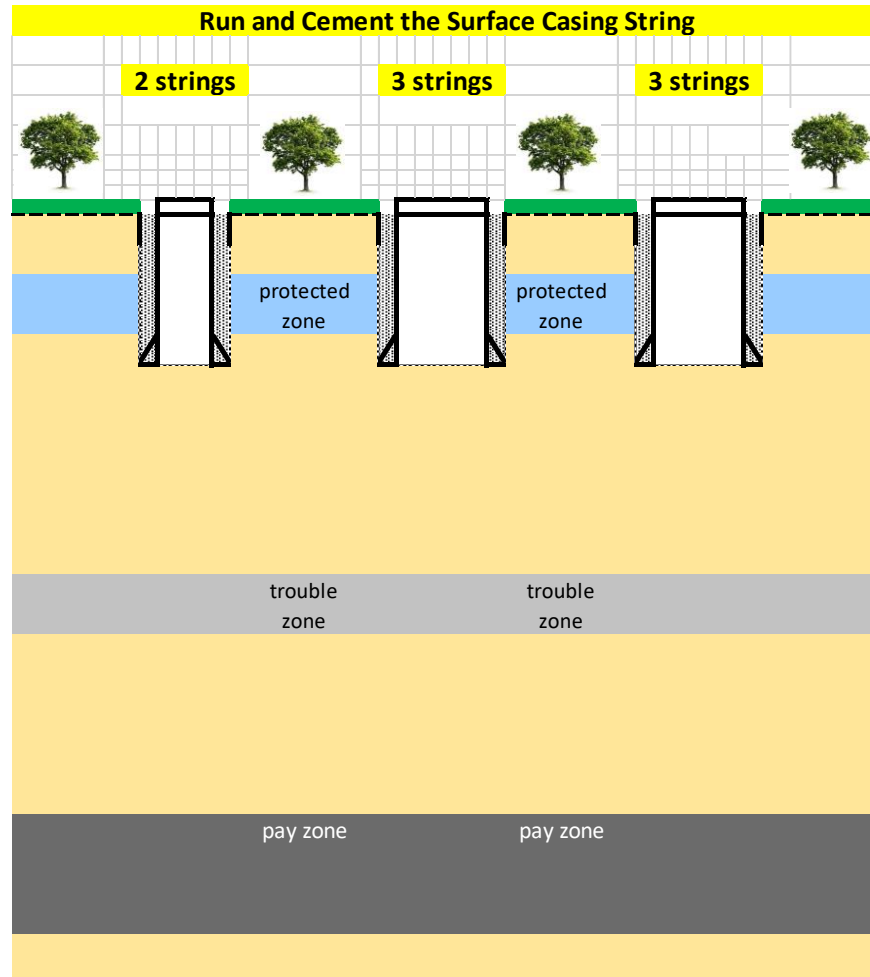 Run and Cement the Surface Casing String
2 strings
3 strings
3 strings
protected
zone
protected
zone
trouble
zone
trouble
zone
pay zone
pay zone